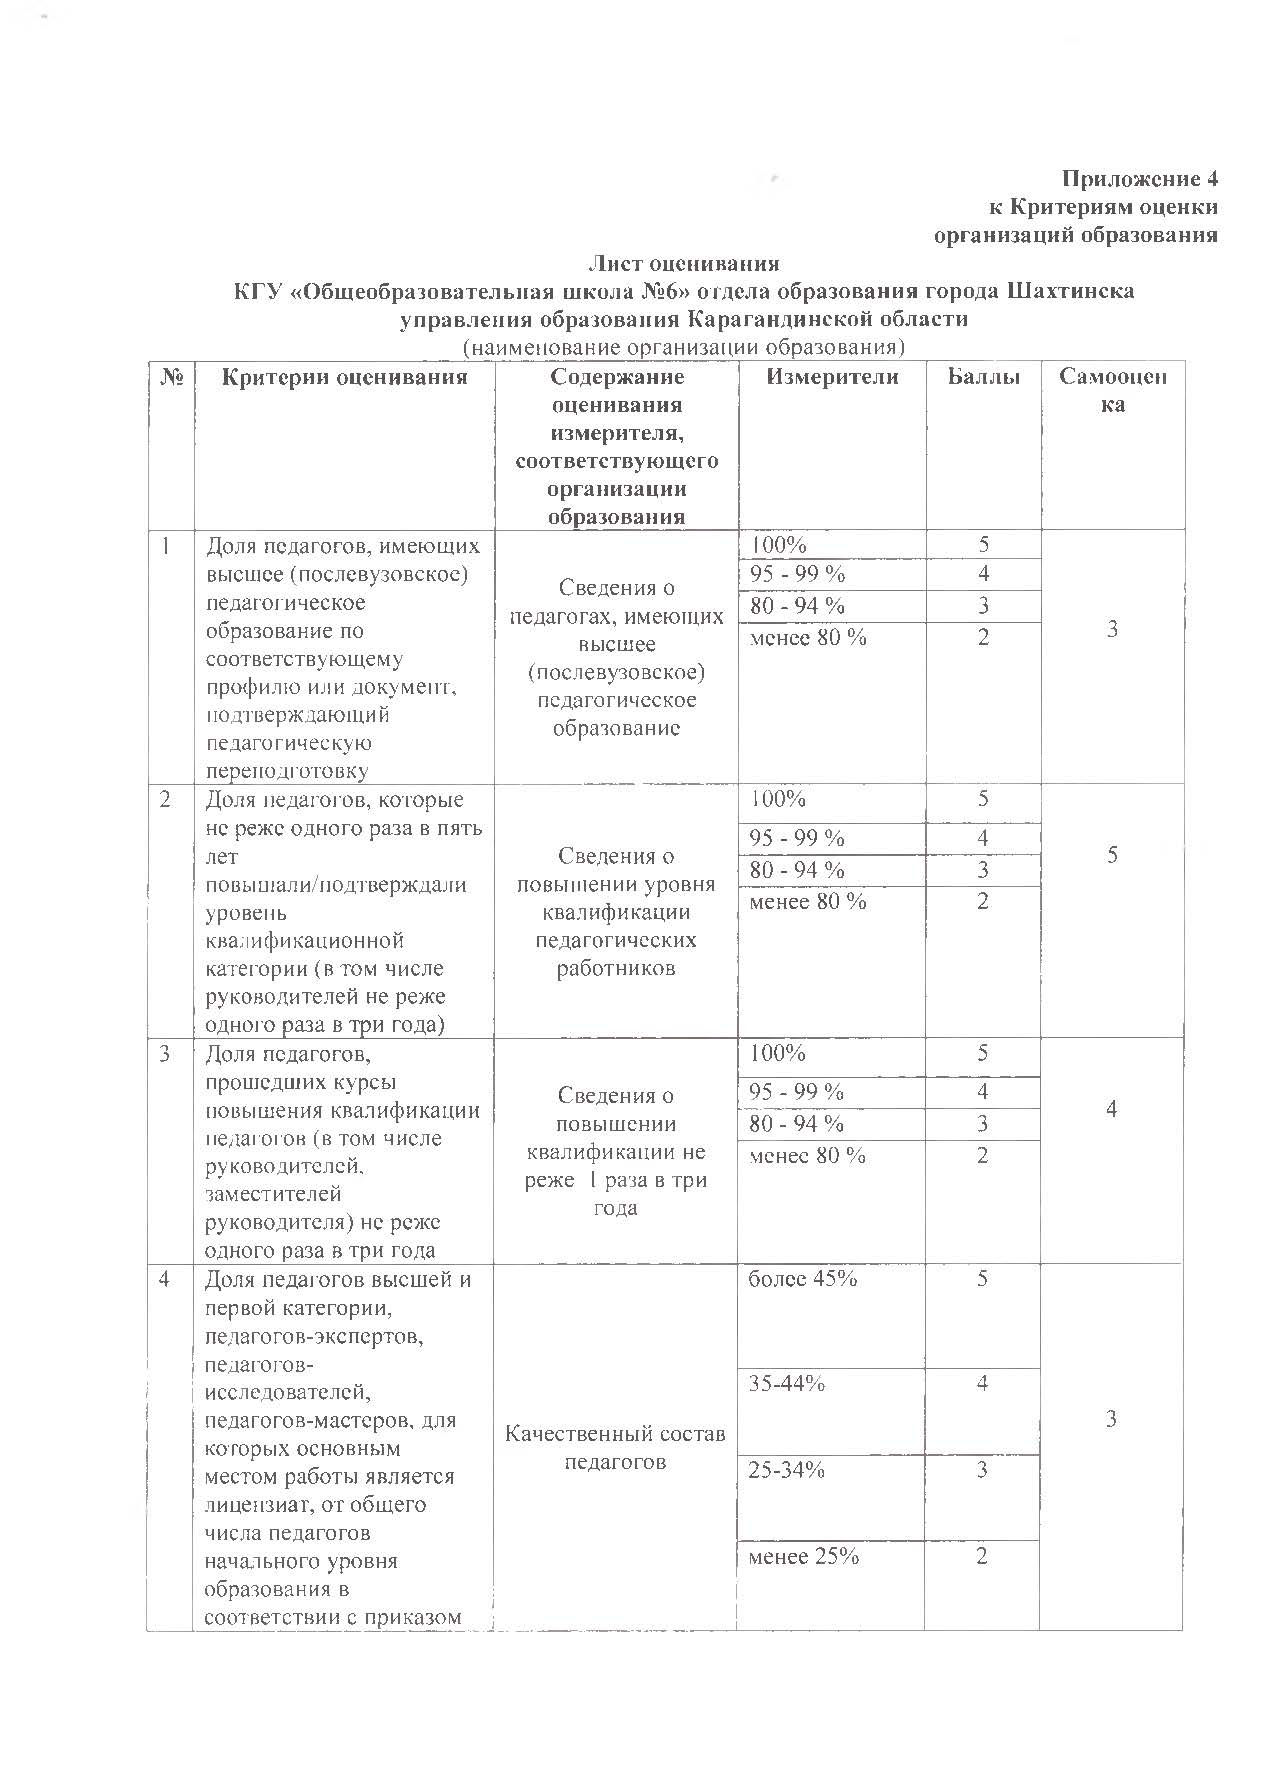 Приложение 4
к Критериям оценки
организаций образования
Лист оценивания
КГУ «Общеобразовательная школа №6» отдела образования города Шахтинска
управления образования Карагандинской области
(наименование организации образования)
№
Критерии оценивания
Содержание
оценивания
измерителя,
соответствующего
организации
образования
Измерители
Баллы
Самооцен
ка
1
Доля педагогов, имеющих
высшее (послевузовское)
педагогическое
образование по
соответствующему
профилю или документ,
подтверждающий
педагогическую
переподготовку
Сведения о
педагогах, имеющих
высшее
(послевузовское)
педагогическое
образование
100% 5
95 - 99 % 4
80 - 94 % 3
менее 80 % 2
3
2
Доля педагогов, которые
не реже одного раза в пять
лет
повышали/подтверждали
уровень
квалификационной
категории (в том числе
руководителей не реже
одного раза в три года)
Сведения о
повышении уровня
квалификации
педагогических
работников
100% 5
95 - 99 % 4
80 - 94 % 3
менее 80 % 2
5
3
Доля педагогов,
прошедших курсы
повышения квалификации
педагогов (в том числе
руководителей,
заместителей
руководителя) не реже
одного раза в три года
Сведения о
повышении
квалификации не
реже 1 раза в три
года
100% 5
95 - 99 % 4
80 - 94 % 3
менее 80 % 2
4
4
Доля педагогов высшей и
первой категории,
педагогов-экспертов,
педагогов-
исследователей,
педагогов-мастеров, для
которых основным
местом работы является
лицензиат, от общего
числа педагогов
начального уровня
образования в
соответствии с приказом
Качественный состав
педагогов
более 45% 5
35-44% 4
25-34% 3
менее 25% 2
3